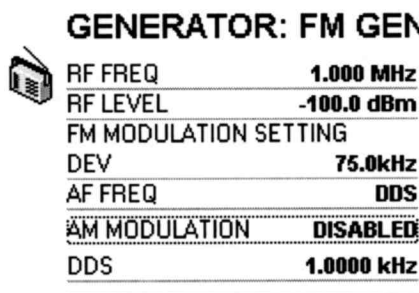 GENERATOR: FM GEN
RF FREQ 1.000 MHz
RF LEVEL -100.0 dBm
FM MODULATION SETTING
DEV 75.0kHz
AF FREQ DDS
AM MODULATION DISABLED
DDS 1.0000 kHz